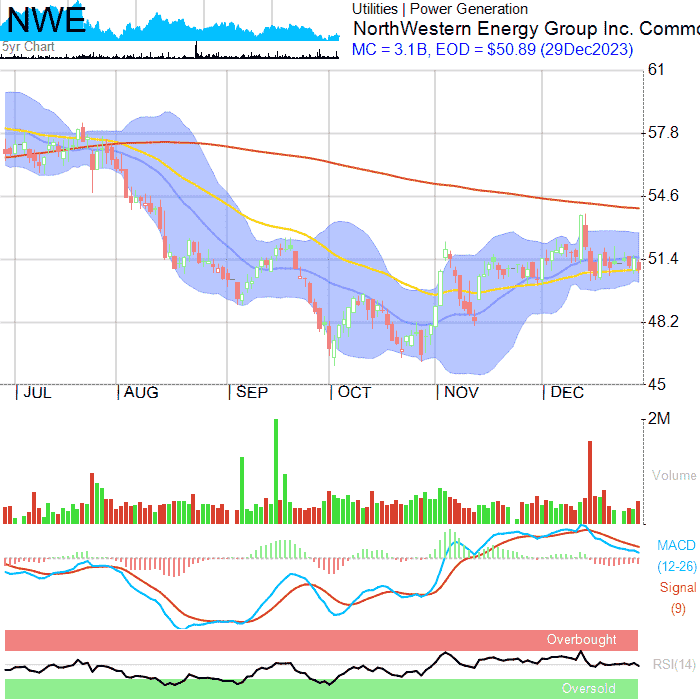 NWE
5yr Chart
Utilities | Power Generation
NorthWestern Energy Group Inc. Commo
MC = 3.1B, EOD = $50.89 (29Dec2023)
61
57.8
54.6
51.4
48.2
45
JUL AUG SEP OCT NOV DEC
2M
Volume
MACD
(12-26)
Signal
(9)
Overbought
RSI(14)
Oversold